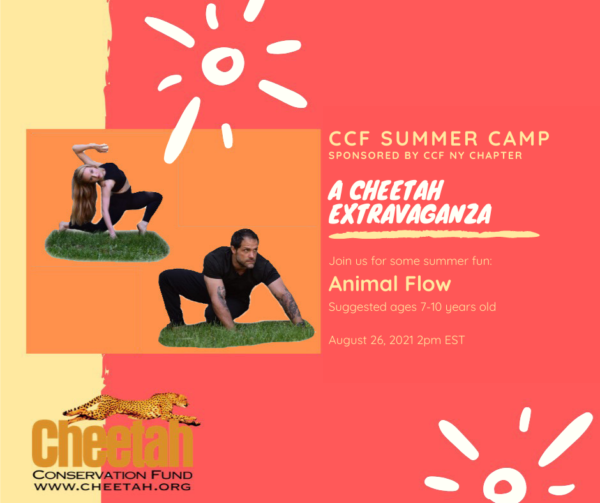 CCF SUMMER CAMP
SPONSORED BY CCF NY CHAPTER
A CHEETAH
EXTRAVAGANZA
Join us for some summer fun:
Animal Flow
Suggested ages 7-10 years old
August 26, 2021 2pm EST
Cheetah
CONSERVATION FUND
WWW.CHEETAH.ORG